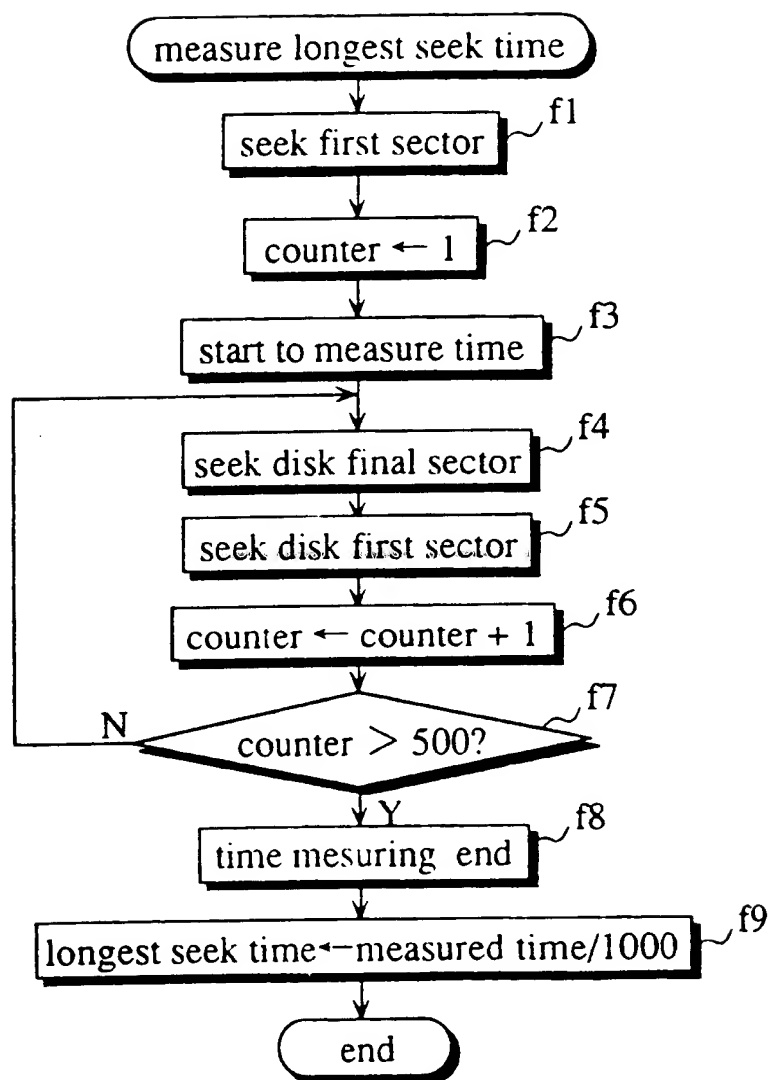 measure longest seek time
seek first sector
f1
counter ← 1
f2
start to measure time
f3
seek disk final sector
f4
seek disk first sector
f5
counter ← counter + 1
f6
counter > 500?
f7
N
Y
time mesuring end
f8
longest seek time←measured time/1000
f9
end